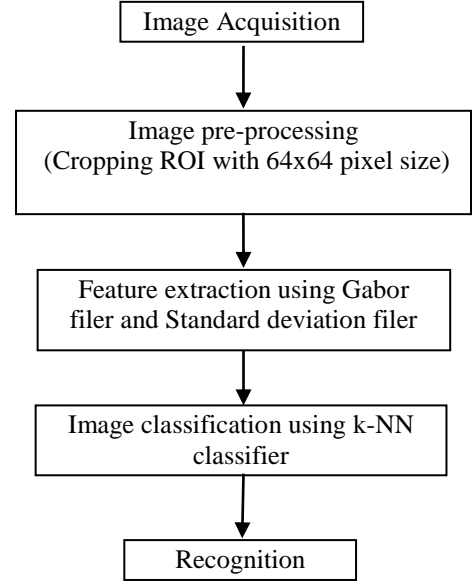 Image Acquisition
Image pre-processing
(Cropping ROI with 64x64 pixel size)
Feature extraction using Gabor
filer and Standard deviation filer
Image classification using k-NN
classifier
Recognition